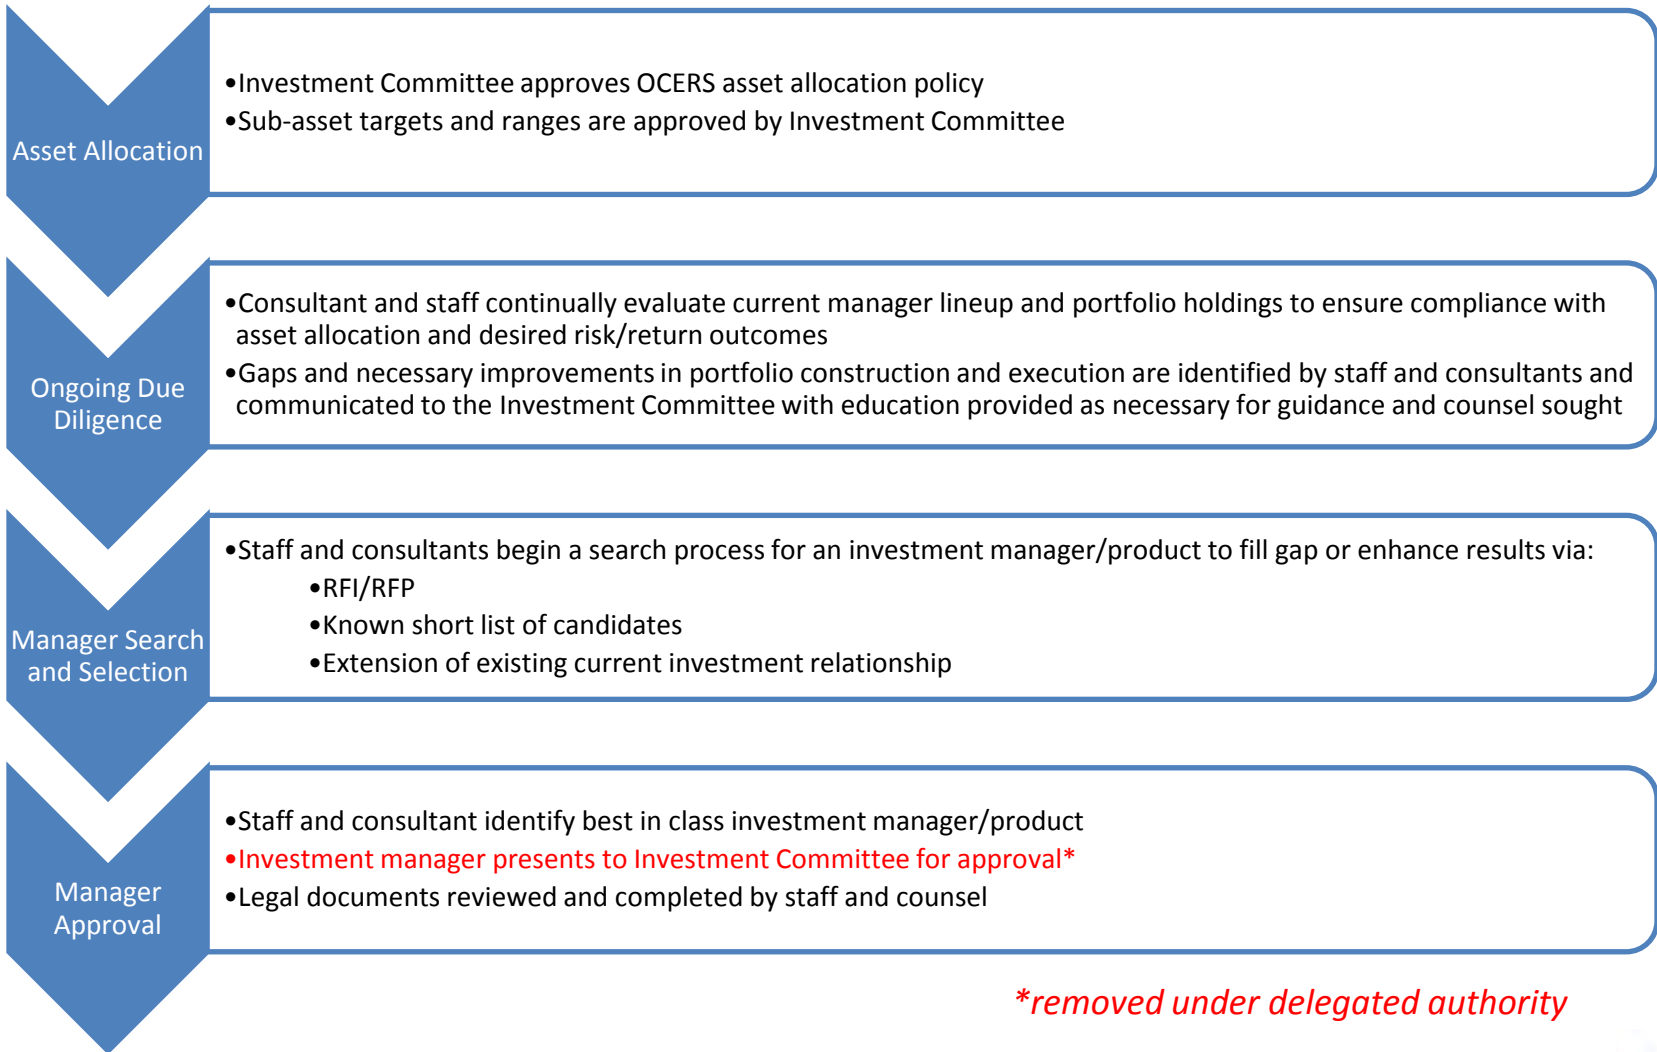 Asset Allocation
•Investment Committee approves OCERS asset allocation policy
•Sub-asset targets and ranges are approved by Investment Committee
Ongoing Due
Diligence
•Consultant and staff continually evaluate current manager lineup and portfolio holdings to ensure compliance with
asset allocation and desired risk/return outcomes
•Gaps and necessary improvements in portfolio construction and execution are identified by staff and consultants and
communicated to the Investment Committee with education provided as necessary for guidance and counsel sought
Manager Search
and Selection
•Staff and consultants begin a search process for an investment manager/product to fill gap or enhance results via:
•RFI/RFP
•Known short list of candidates
•Extension of existing current investment relationship
Manager
Approval
•Staff and consultant identify best in class investment manager/product
•Investment manager presents to Investment Committee for approval*
•Legal documents reviewed and completed by staff and counsel
*removed under delegated authority